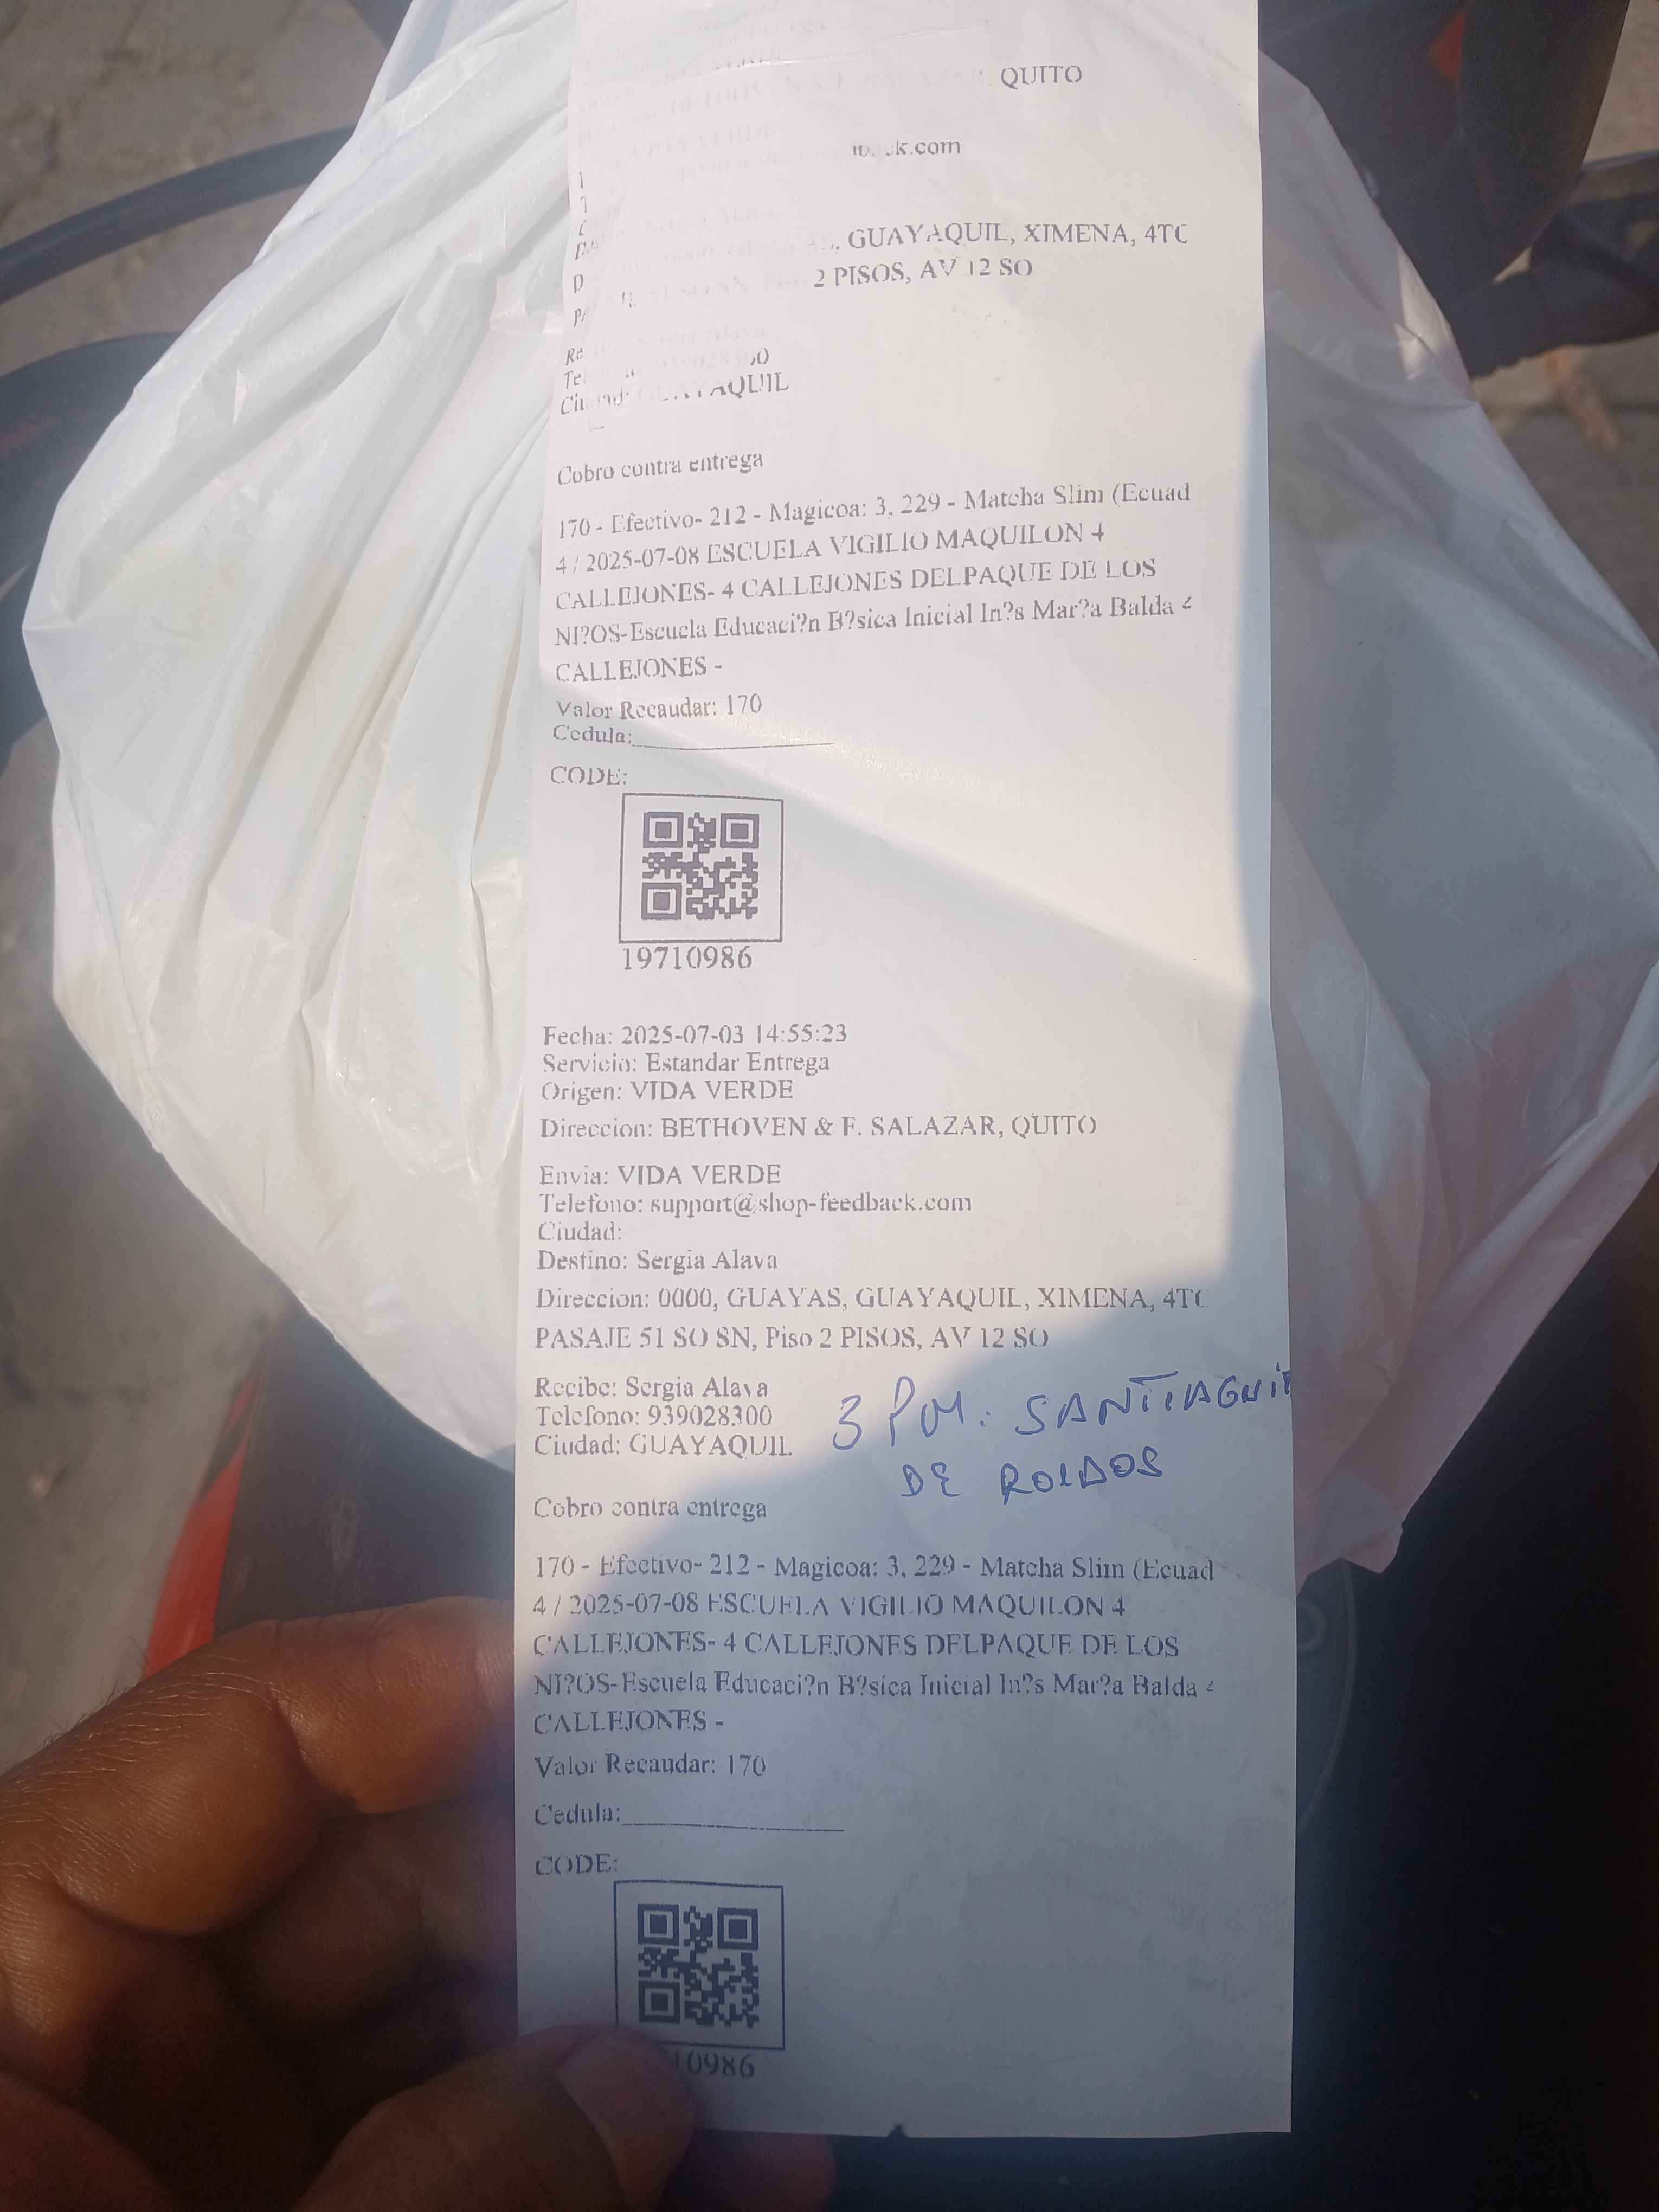 QUITO
k.com
GUAYAQUIL, XIMENA, 4TC
2 PISOS, AV 12 SO
Cobro contra entrega
170 - Efectivo- 212 - Magicoa: 3, 229 - Matcha Slim (Ecuad
4 / 2025-07-08 ESCUELA VIGILIO MAQUILON 4
CALLEJONES- 4 CALLEJONES DELPAQUE DE LOS
NI?OS-Escuela Educaci?n B?sica Inicial In?s Mar?a Balda
CALLEJONES -
Valor Recaudar: 170
Cedula:
CODE:
19710986
Fecha: 2025-07-03 14:55:23
Servicio: Estandar Entrega
Origen: VIDA VERDE
Direccion: BETHOVEN & F. SALAZAR, QUITO
Envia: VIDA VERDE
Telefono: support@shop-feedback.com
Ciudad:
Destino: Sergia Alava
Direccion: 0000, GUAYAS, GUAYAQUIL, XIMENA, 4TC
PASAJE 51 SO SN, Piso 2 PISOS, AV 12 SO
Recibe: Sergia Alava
Telefono: 939028300
Ciudad: GUAYAQUIL
3 PM. 
DE ROLDOS
Cobro contra entrega
170 - Efectivo- 212 - Magicoa: 3, 229 - Matcha Slim (Ecuad
4 / 2025-07-08 ESCUELA VIGILIO MAQUILON 4
CALLEJONES- 4 CALLEJONES DELPAQUE DE LOS
NI?OS-Escuela Educaci?n B?sica Inicial In?s Mar?a Balda
CALLEJONES -
Valor Recaudar: 170
Cedula:
CODE:
10986